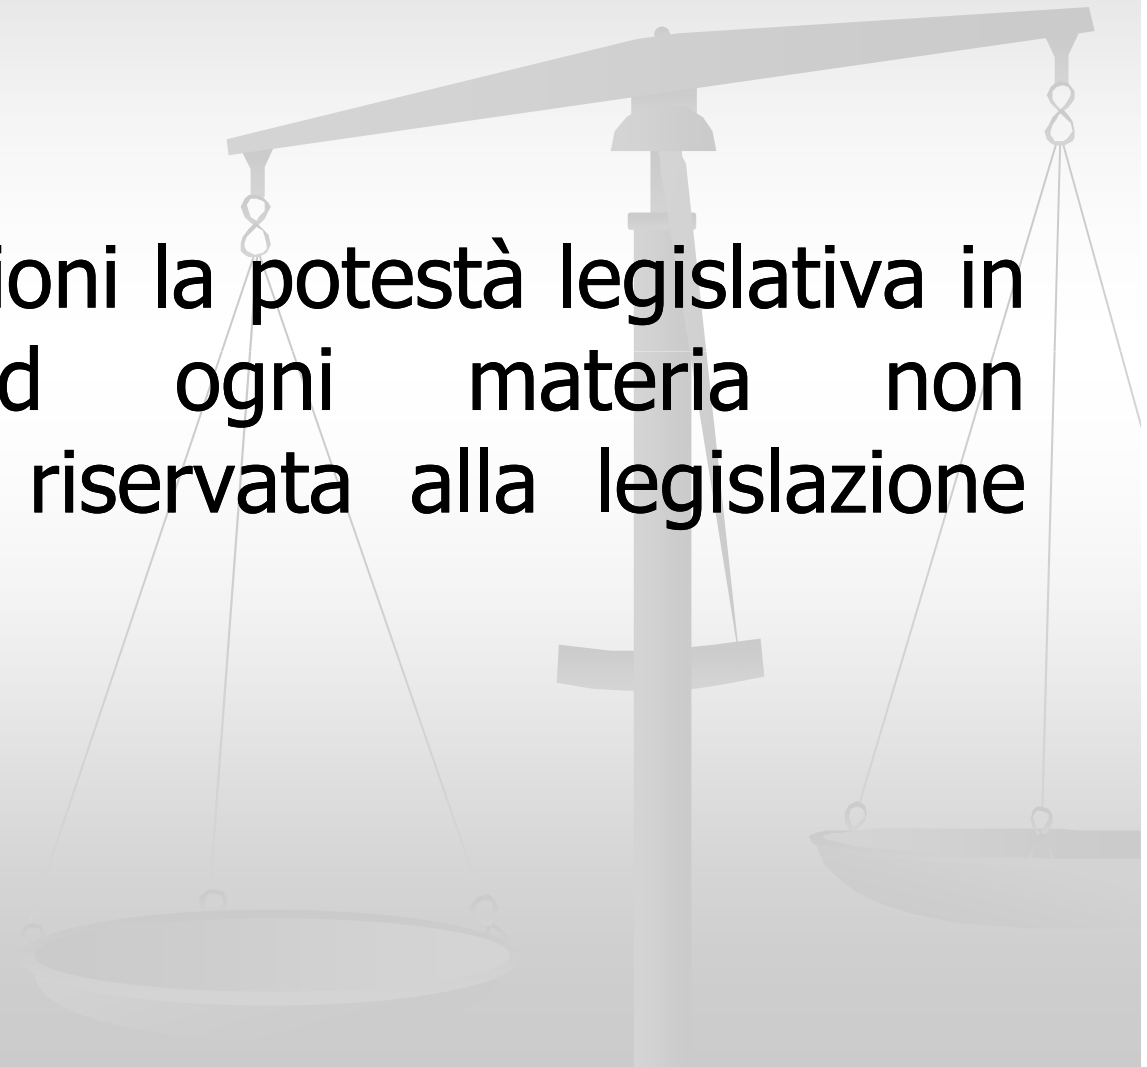 ioni la potestà legislativa in
d ogni materia non
riservata alla legislazione